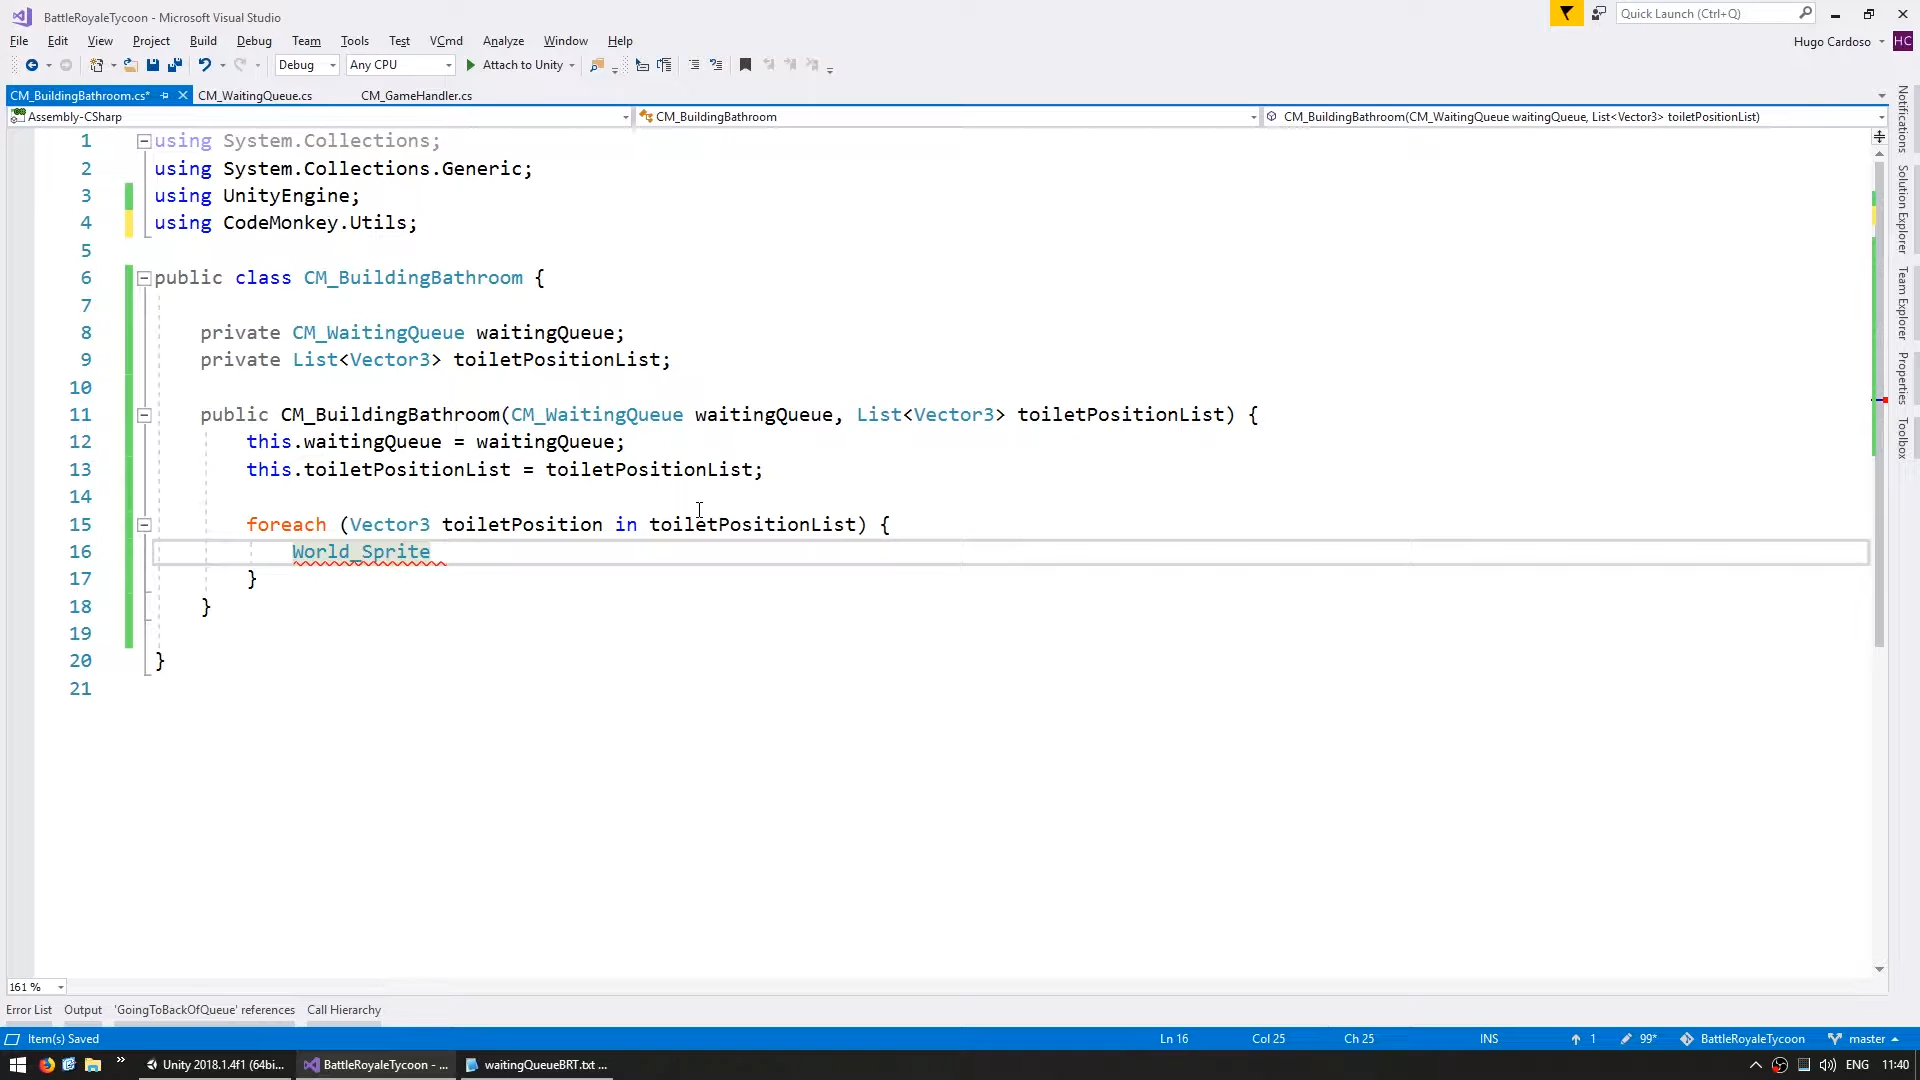 BattleRoyaleTycoon - Microsoft Visual Studio
Quick Launch (Ctrl+Q)
File Edit View Project Build Debug Team Tools Test VCmd Analyze Window Help
Hugo Cardoso HC
Debug Any CPU Attach to Unity
CM_BuildingBathroom.cs* CM_WaitingQueue.cs CM_GameHandler.cs
Assembly-CSharp CM_BuildingBathroom CM_BuildingBathroom(CM_WaitingQueue waitingQueue, List<Vector3> toiletPositionList)
1 using System.Collections;
2 using System.Collections.Generic;
3 using UnityEngine;
4 using CodeMonkey.Utils;
5
6 public class CM_BuildingBathroom {
7
8 private CM_WaitingQueue waitingQueue;
9 private List<Vector3> toiletPositionList;
10
11 public CM_BuildingBathroom(CM_WaitingQueue waitingQueue, List<Vector3> toiletPositionList) {
12 this.waitingQueue = waitingQueue;
13 this.toiletPositionList = toiletPositionList;
14
15 foreach (Vector3 toiletPosition in toiletPositionList) {
16 World_Sprite
17 }
18 }
19
20 }
21
Notifications
Solution Explorer
Team Explorer
Properties
Toolbox
161 %
Error List Output 'GoingToBackOfQueue' references Call Hierarchy
Item(s) Saved Ln 16 Col 25 Ch 25 INS 1 99* BattleRoyaleTycoon master
» Unity 2018.1.4f1 (64bi... BattleRoyaleTycoon - ... waitingQueueBRT.txt ... ENG 11:40